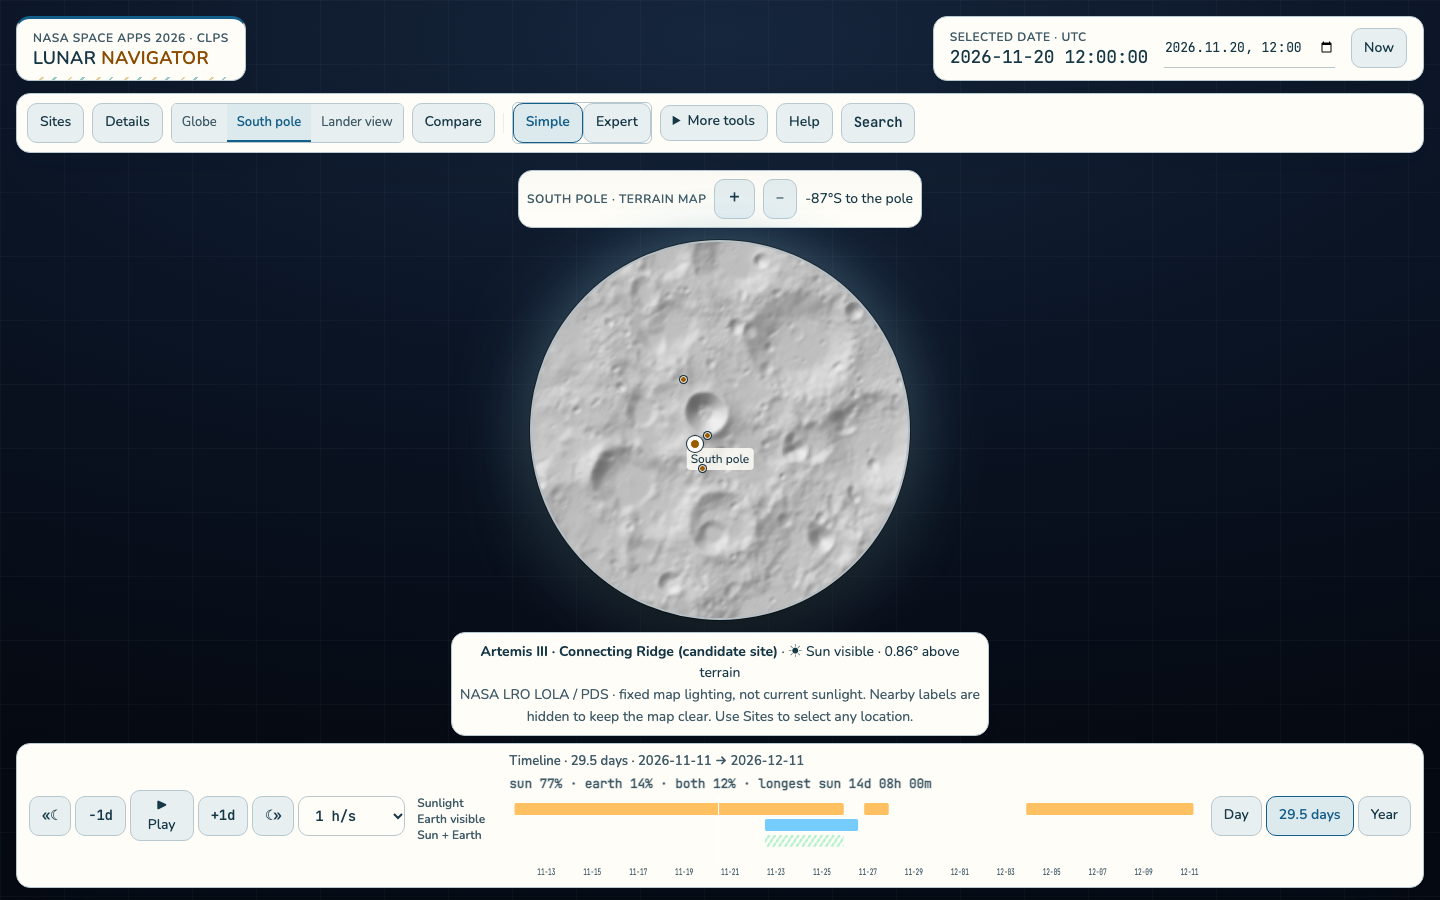 NASA SPACE APPS 2026 · CLPS
LUNAR NAVIGATOR
SELECTED DATE · UTC
2026-11-20 12:00:00
2026.11.20, 12:00
Now
Sites
Details
Globe
South pole
Lander view
Compare
Simple
Expert
▶ More tools
Help
Search
SOUTH POLE · TERRAIN MAP
+
−
-87°S to the pole
South pole
Artemis III · Connecting Ridge (candidate site) · ☀ Sun visible · 0.86° above
terrain
NASA LRO LOLA / PDS · fixed map lighting, not current sunlight. Nearby labels are
hidden to keep the map clear. Use Sites to select any location.
«☾
-1d
▶
Play
+1d
☾»
1 h/s
Timeline · 29.5 days · 2026-11-11 → 2026-12-11
sun 77% · earth 14% · both 12% · longest sun 14d 08h 00m
Sunlight
Earth visible
Sun + Earth
11-13 11-15 11-17 11-19 11-21 11-23 11-25 11-27 11-29 12-01 12-03 12-05 12-07 12-09 12-11
Day
29.5 days
Year